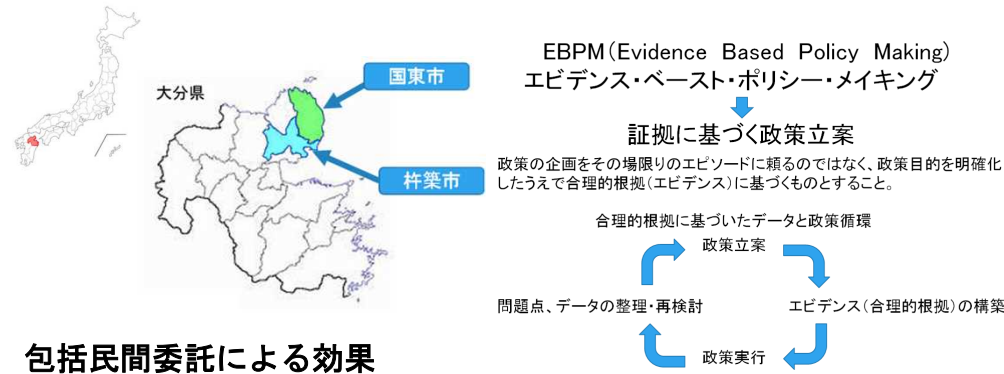 大分県
国東市
杵築市
包括民間委託による効果
EBPM(Evidence Based Policy Making)
エビデンス・ベースト・ポリシー・メイキング
証拠に基づく政策立案
政策の企画をその場限りのエピソードに頼るのではなく、政策目的を明確化
したうえで合理的根拠(エビデンス)に基づくものとすること。
合理的根拠に基づいたデータと政策循環
政策立案
問題点、データの整理・再検討
エビデンス(合理的根拠)の構築
政策実行